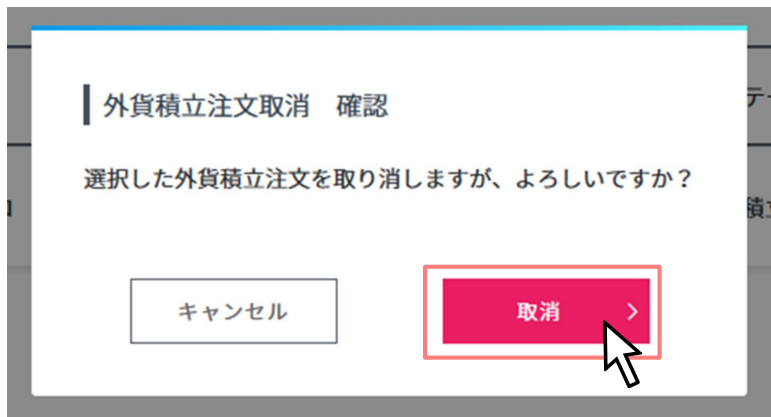 外貨積立注文取消　確認
選択した外貨積立注文を取り消しますが、よろしいですか？
キャンセル
取消